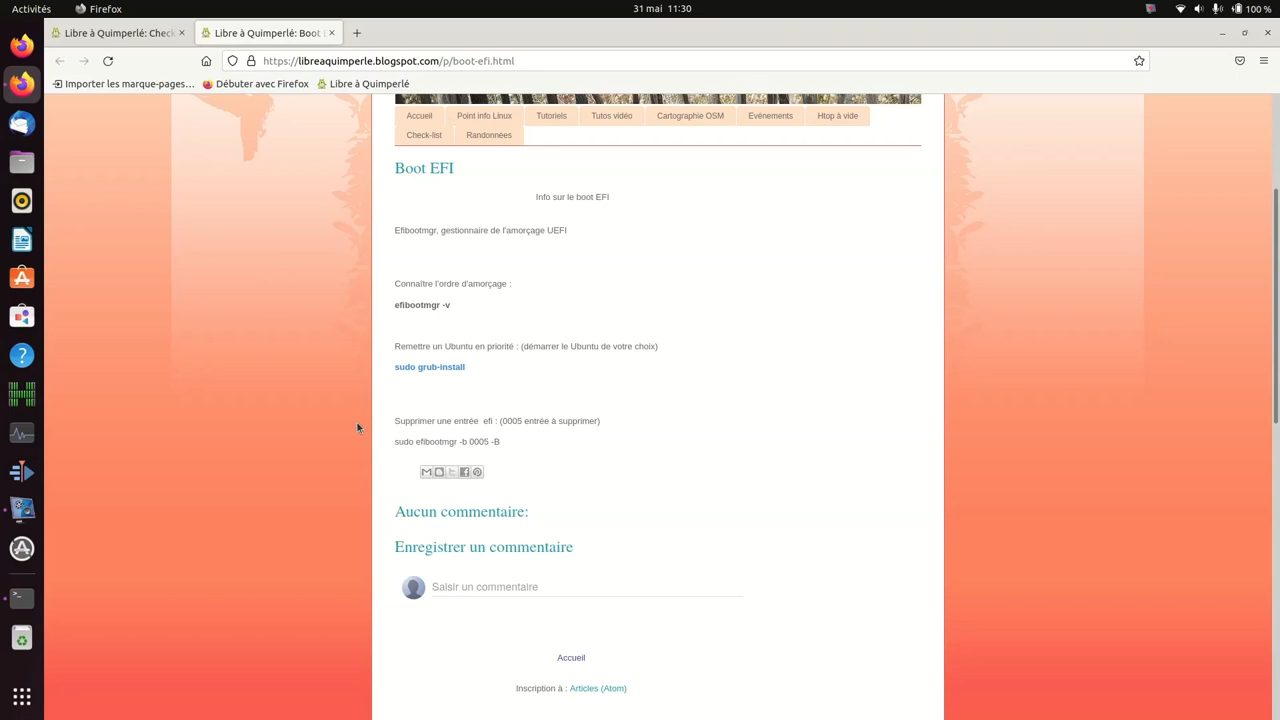 31 mai  11:30
100 %
Libre à Quimperlé: Check
Libre à Quimperlé: Boot E
https://libreaquimperle.blogspot.com/p/boot-efi.html
Importer les marque-pages…
Débuter avec Firefox
Libre à Quimperlé
Accueil
Point info Linux
Tutoriels
Tutos vidéo
Cartographie OSM
Evénements
Htop à vide
Check-list
Randonnées
Boot EFI
Info sur le boot EFI
Efibootmgr, gestionnaire de l'amorçage UEFI
Connaître l'ordre d'amorçage :
efibootmgr -v
Remettre un Ubuntu en priorité : (démarrer le Ubuntu de votre choix)
sudo grub-install
Supprimer une entrée  efi : (0005 entrée à supprimer)
sudo efibootmgr -b 0005 -B
Aucun commentaire:
Enregistrer un commentaire
Saisir un commentaire
Accueil
Inscription à : Articles (Atom)